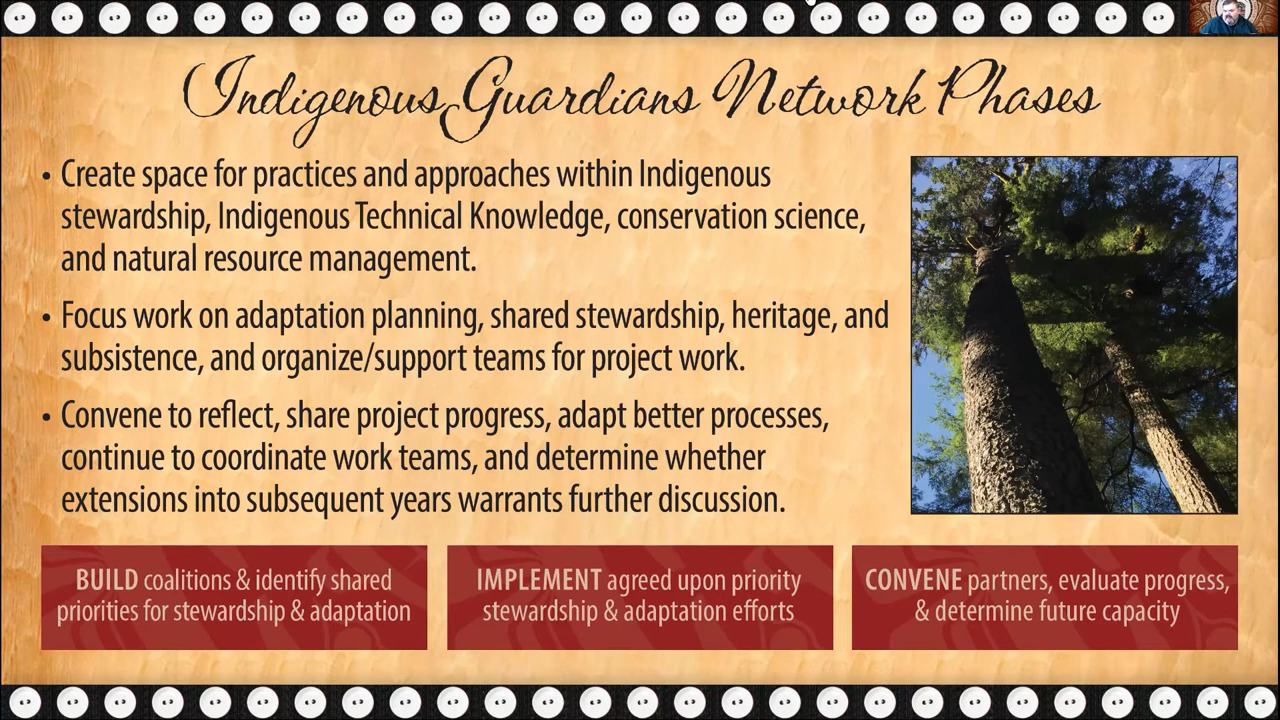 Indigenous Guardians Network Phases
• Create space for practices and approaches within Indigenous
stewardship, Indigenous Technical Knowledge, conservation science,
and natural resource management.
• Focus work on adaptation planning, shared stewardship, heritage, and
subsistence, and organize/support teams for project work.
• Convene to reflect, share project progress, adapt better processes,
continue to coordinate work teams, and determine whether
extensions into subsequent years warrants further discussion.
BUILD coalitions & identify shared
priorities for stewardship & adaptation
IMPLEMENT agreed upon priority
stewardship & adaptation efforts
CONVENE partners, evaluate progress,
& determine future capacity